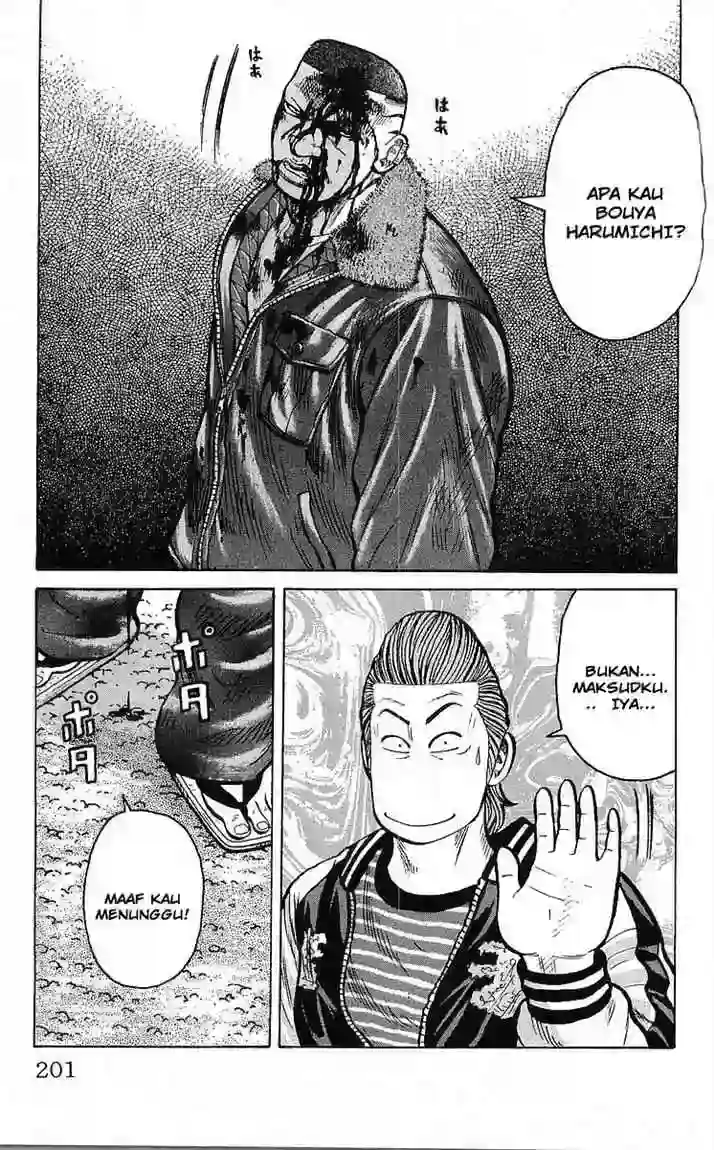 はぁ
はぁ
APA KAU
BOUYA
HARUMICHI?
BUKAN...
MAKSUDKU.
.. IYA...
ポタ
ポタ
MAAF KAU
MENUNGGU!
201